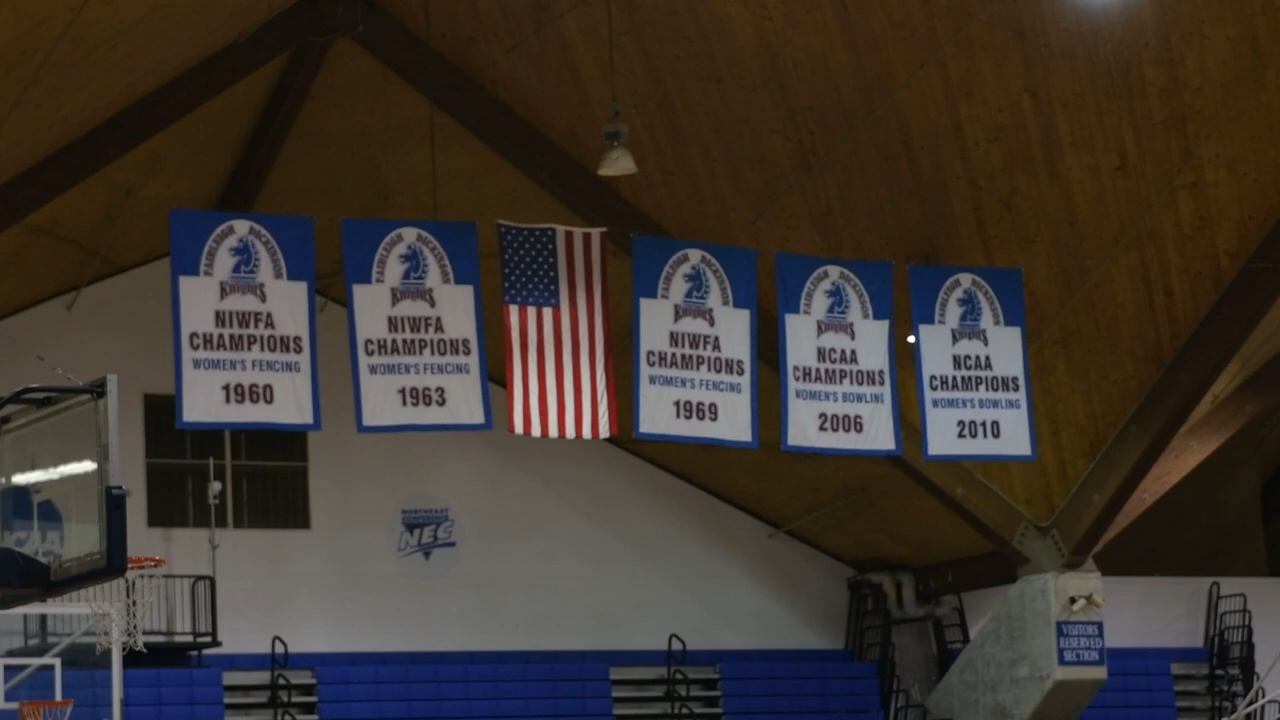 FAIRLEIGH DICKINSON
KNIGHTS
NIWFA
CHAMPIONS
WOMEN'S FENCING
1960
FAIRLEIGH DICKINSON
KNIGHTS
NIWFA
CHAMPIONS
WOMEN'S FENCING
1963
FAIRLEIGH DICKINSON
KNIGHTS
NIWFA
CHAMPIONS
WOMEN'S FENCING
1969
FAIRLEIGH DICKINSON
KNIGHTS
NCAA
CHAMPIONS
WOMEN'S BOWLING
2006
FAIRLEIGH DICKINSON
KNIGHTS
NCAA
CHAMPIONS
WOMEN'S BOWLING
2010
NORTHEAST
CONFERENCE
NEC
VISITORS
RESERVED
SECTION